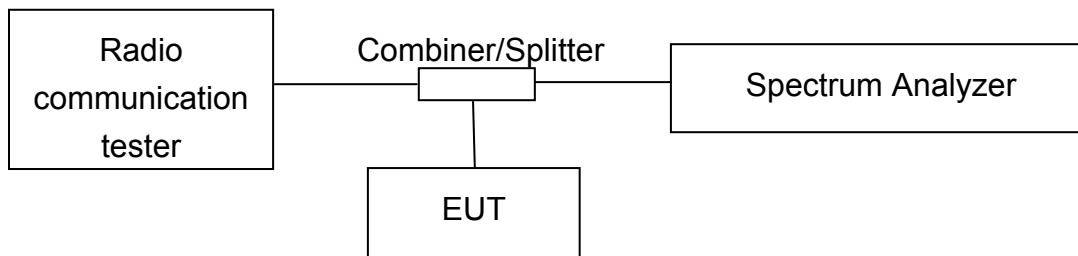 Radio
communication
tester
Combiner/Splitter
Spectrum Analyzer
EUT